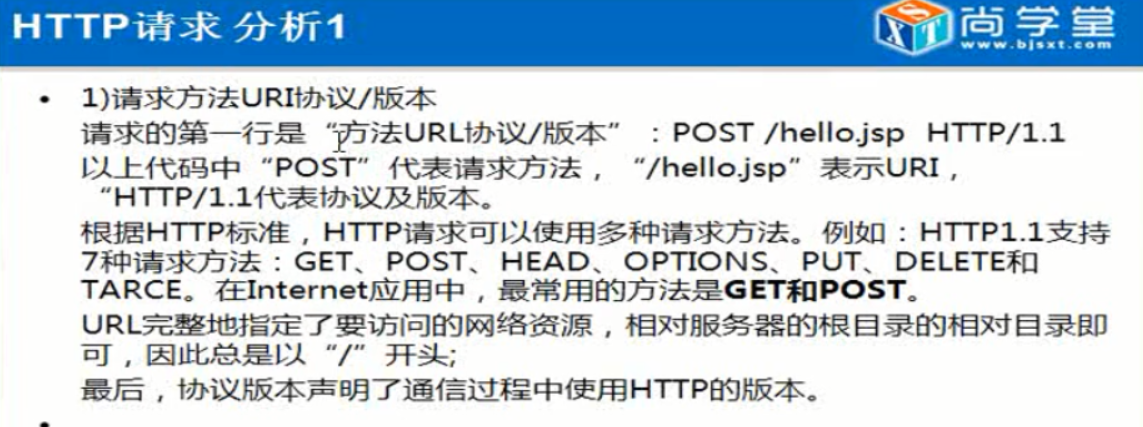 HTTP请求 分析1
SXT
尚学堂
www.bjsxt.com
• 1)请求方法URI协议/版本
请求的第一行是“方法URL协议/版本”：POST /hello.jsp HTTP/1.1
以上代码中“POST”代表请求方法，“/hello.jsp”表示URI，
“HTTP/1.1代表协议及版本。
根据HTTP标准，HTTP请求可以使用多种请求方法。例如：HTTP1.1支持
7种请求方法：GET、POST、HEAD、OPTIONS、PUT、DELETE和
TARCE。在Internet应用中，最常用的方法是GET和POST。
URL完整地指定了要访问的网络资源，相对服务器的根目录的相对目录即
可，因此总是以“/”开头;
最后，协议版本声明了通信过程中使用HTTP的版本。
•